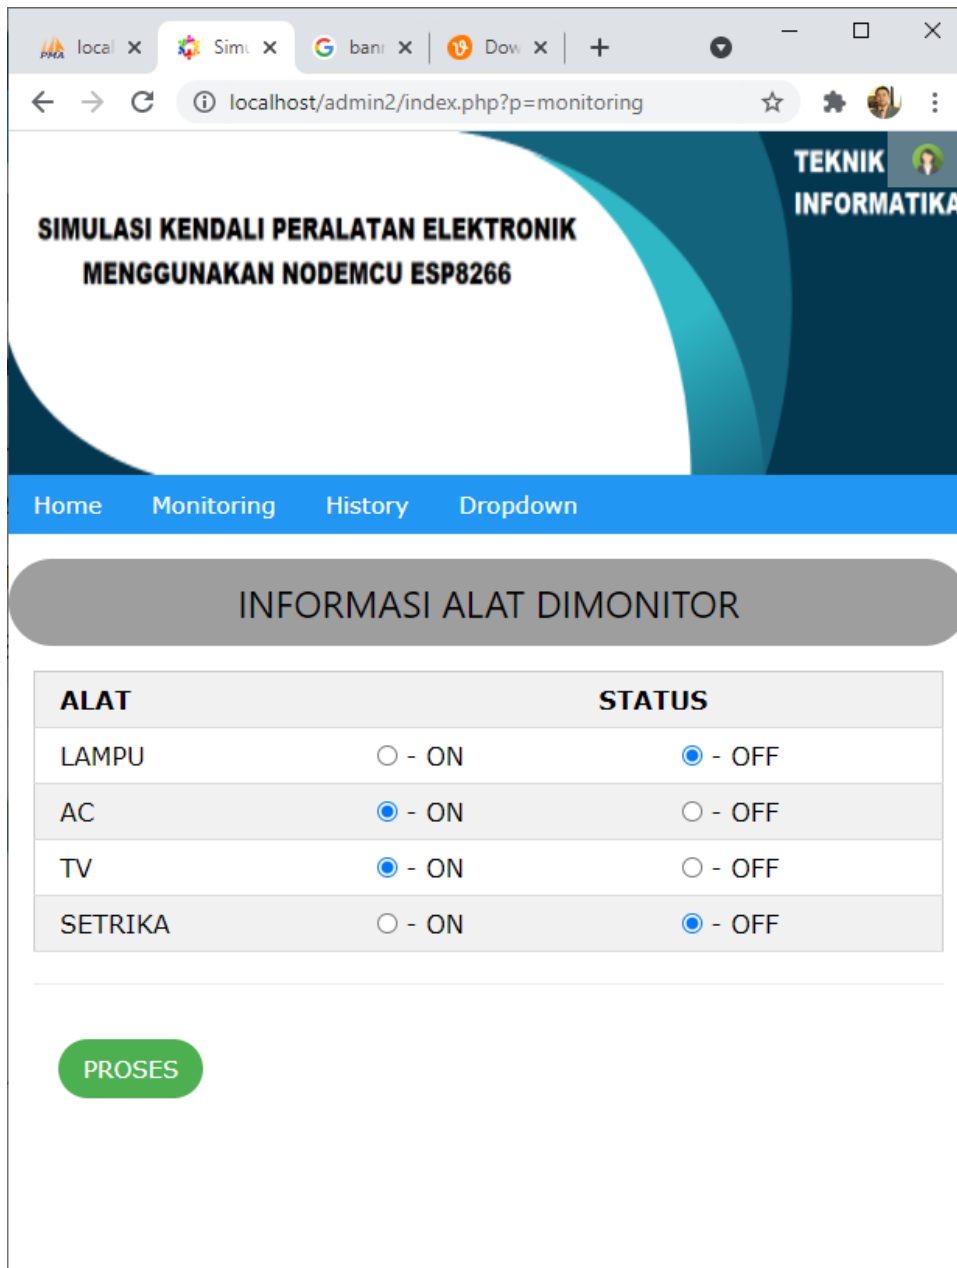 local
Simu
bann
Dow
localhost/admin2/index.php?p=monitoring
TEKNIK
INFORMATIKA
SIMULASI KENDALI PERALATAN ELEKTRONIK
MENGGUNAKAN NODEMCU ESP8266
Home Monitoring History Dropdown
INFORMASI ALAT DIMONITOR
ALAT STATUS
LAMPU - ON - OFF
AC - ON - OFF
TV - ON - OFF
SETRIKA - ON - OFF
PROSES